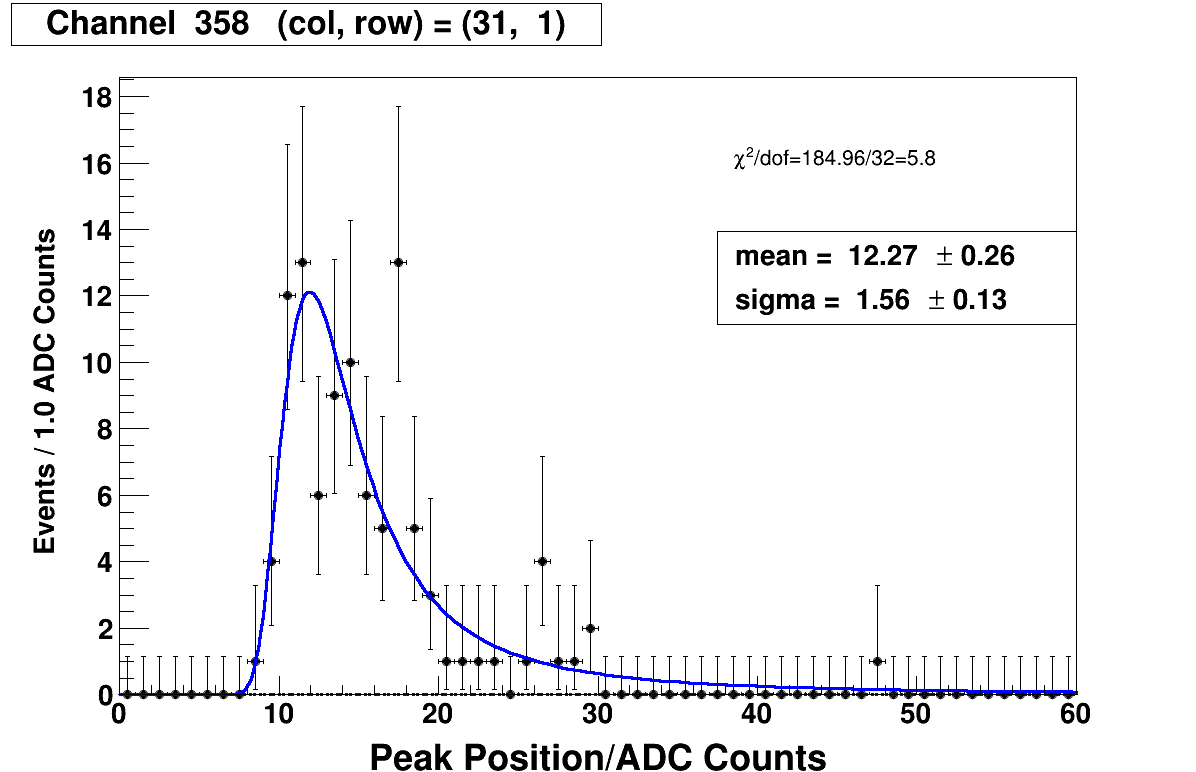 Channel 358 (col, row) = (31, 1)
18
16
14
12
10
8
6
4
2
0
Events / 1.0 ADC Counts
χ²/dof=184.96/32=5.8
mean = 12.27 ± 0.26
sigma = 1.56 ± 0.13
0 10 20 30 40 50 60
Peak Position/ADC Counts